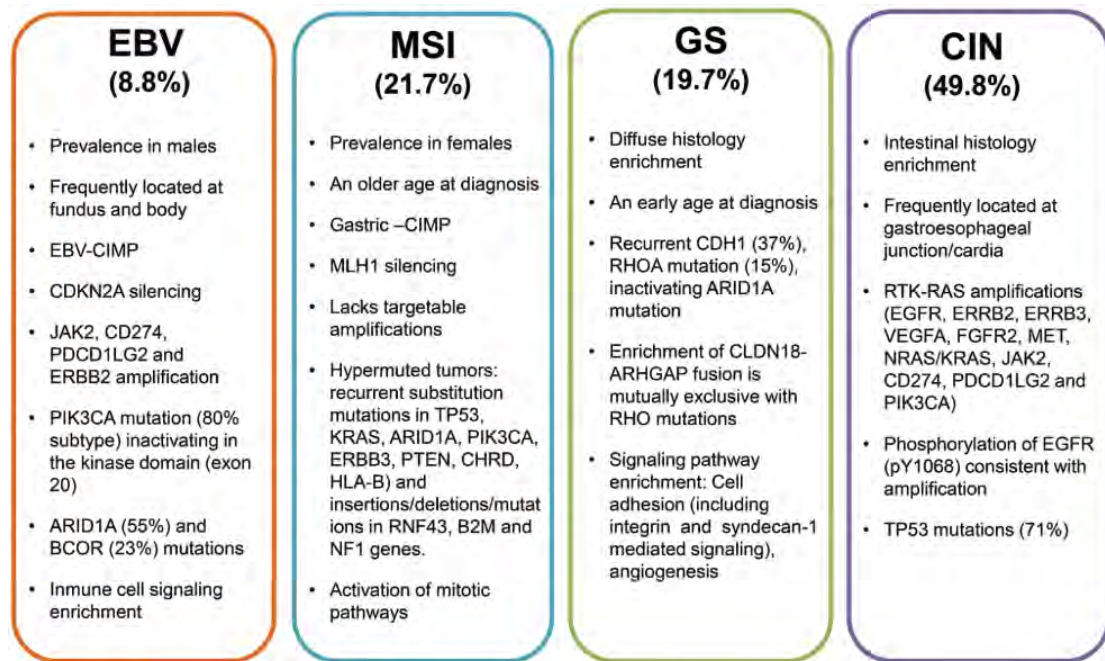 EBV
(8.8%)
• Prevalence in males
• Frequently located at
fundus and body
• EBV-CIMP
• CDKN2A silencing
• JAK2, CD274,
PDCD1LG2 and
ERBB2 amplification
• PIK3CA mutation (80%
subtype) inactivating in
the kinase domain (exon
20)
• ARID1A (55%) and
BCOR (23%) mutations
• Inmune cell signaling
enrichment
MSI
(21.7%)
• Prevalence in females
• An older age at diagnosis
• Gastric –CIMP
• MLH1 silencing
• Lacks targetable
amplifications
• Hypermuted tumors:
recurrent substitution
mutations in TP53,
KRAS, ARID1A, PIK3CA,
ERBB3, PTEN, CHRD,
HLA-B) and
insertions/deletions/mutat
ions in RNF43, B2M and
NF1 genes.
• Activation of mitotic
pathways
GS
(19.7%)
• Diffuse histology
enrichment
• An early age at diagnosis
• Recurrent CDH1 (37%),
RHOA mutation (15%),
inactivating ARID1A
mutation
• Enrichment of CLDN18-
ARHGAP fusion is
mutually exclusive with
RHO mutations
• Signaling pathway
enrichment: Cell
adhesion (including
integrin and syndecan-1
mediated signaling),
angiogenesis
CIN
(49.8%)
• Intestinal histology
enrichment
• Frequently located at
gastroesophageal
junction/cardia
• RTK-RAS amplifications
(EGFR, ERRB2, ERRB3,
VEGFA, FGFR2, MET,
NRAS/KRAS, JAK2,
CD274, PDCD1LG2 and
PIK3CA)
• Phosphorylation of EGFR
(pY1068) consistent with
amplification
• TP53 mutations (71%)